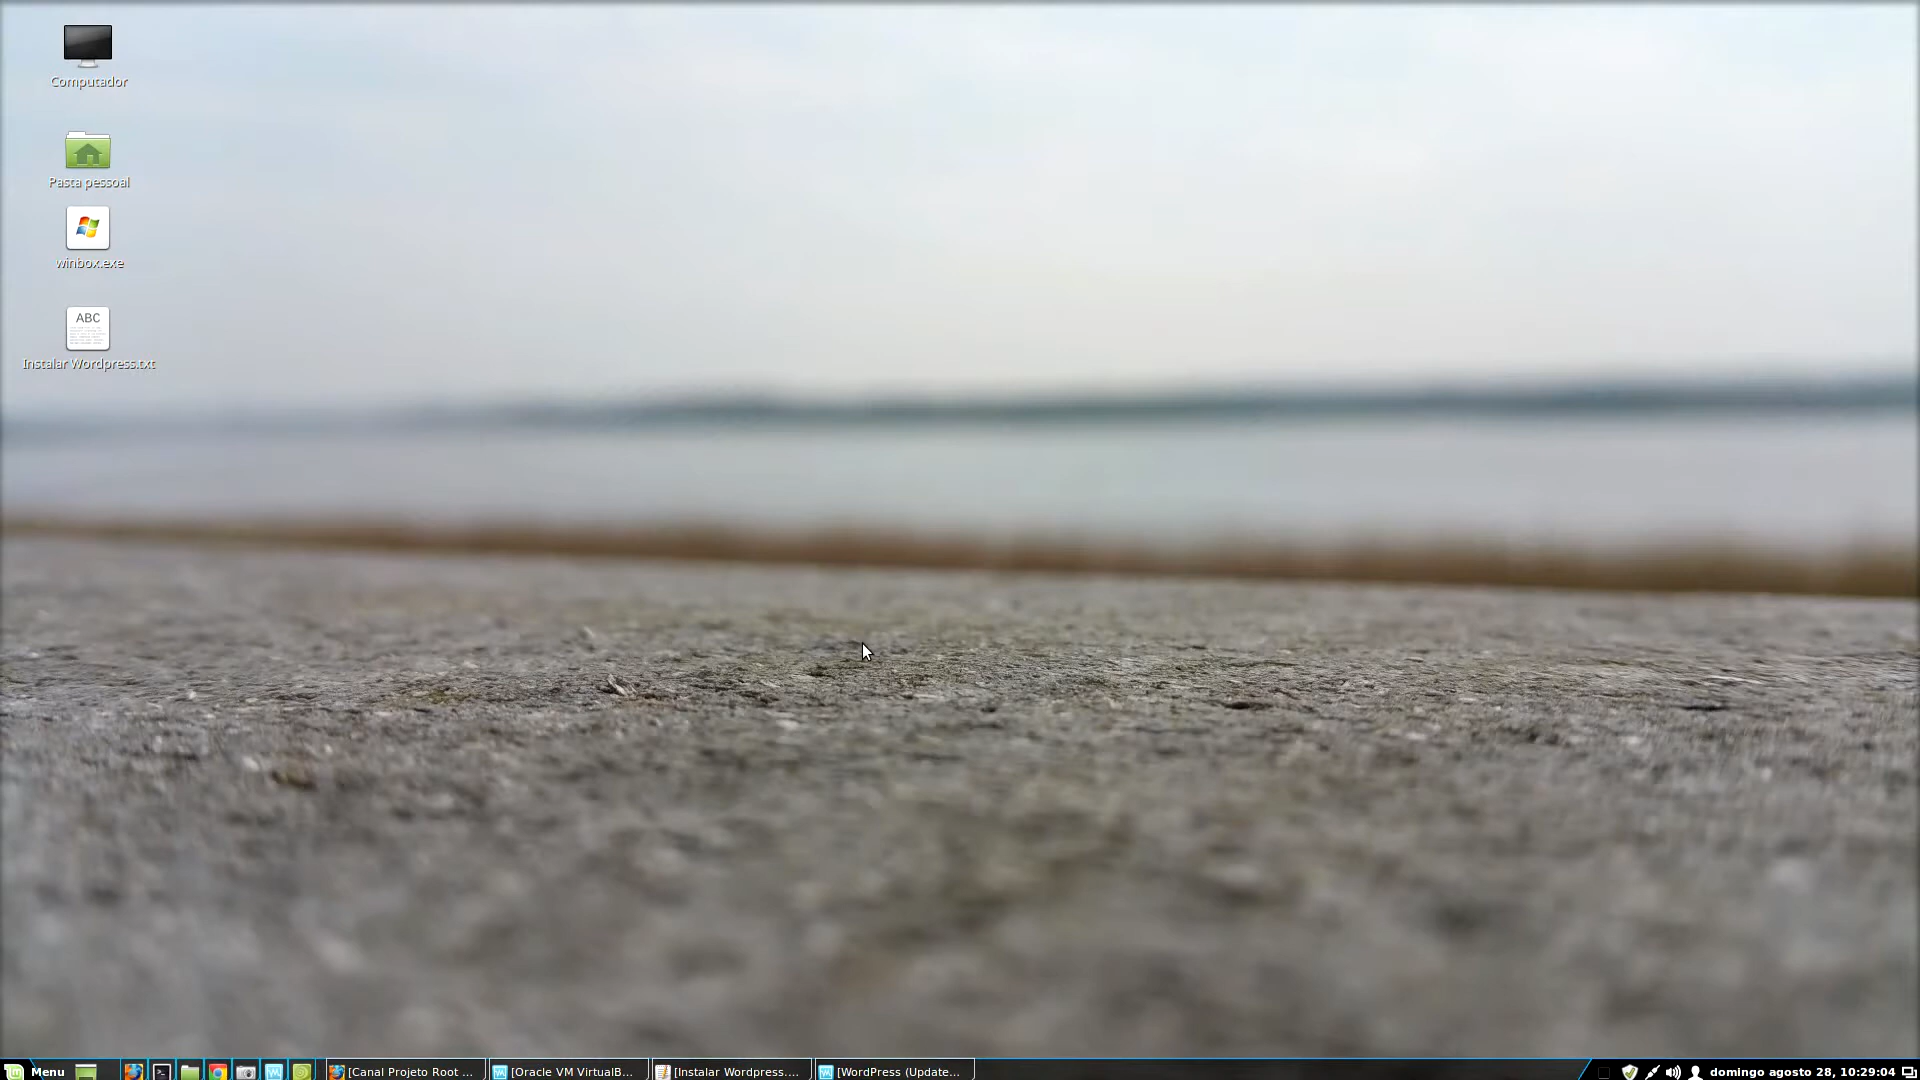 Computador
Pasta pessoal
winbox.exe
ABC
Instalar Wordpress.txt
Menu
[Canal Projeto Root ...
[Oracle VM VirtualB...
[Instalar Wordpress....
[WordPress (Update...
domingo agosto 28, 10:29:04